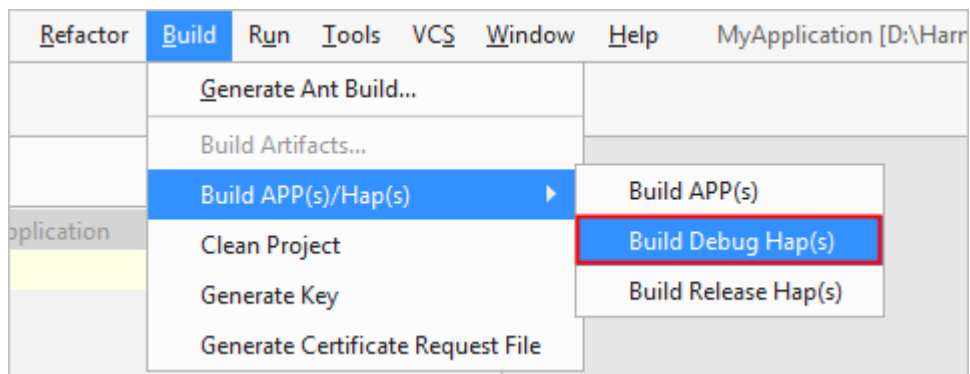 Refactor Build Run Tools VCS Window Help MyApplication [D:\Harn
Generate Ant Build...
Build Artifacts...
Build APP(s)/Hap(s)
Build APP(s)
pplication
Clean Project
Build Debug Hap(s)
Generate Key
Build Release Hap(s)
Generate Certificate Request File